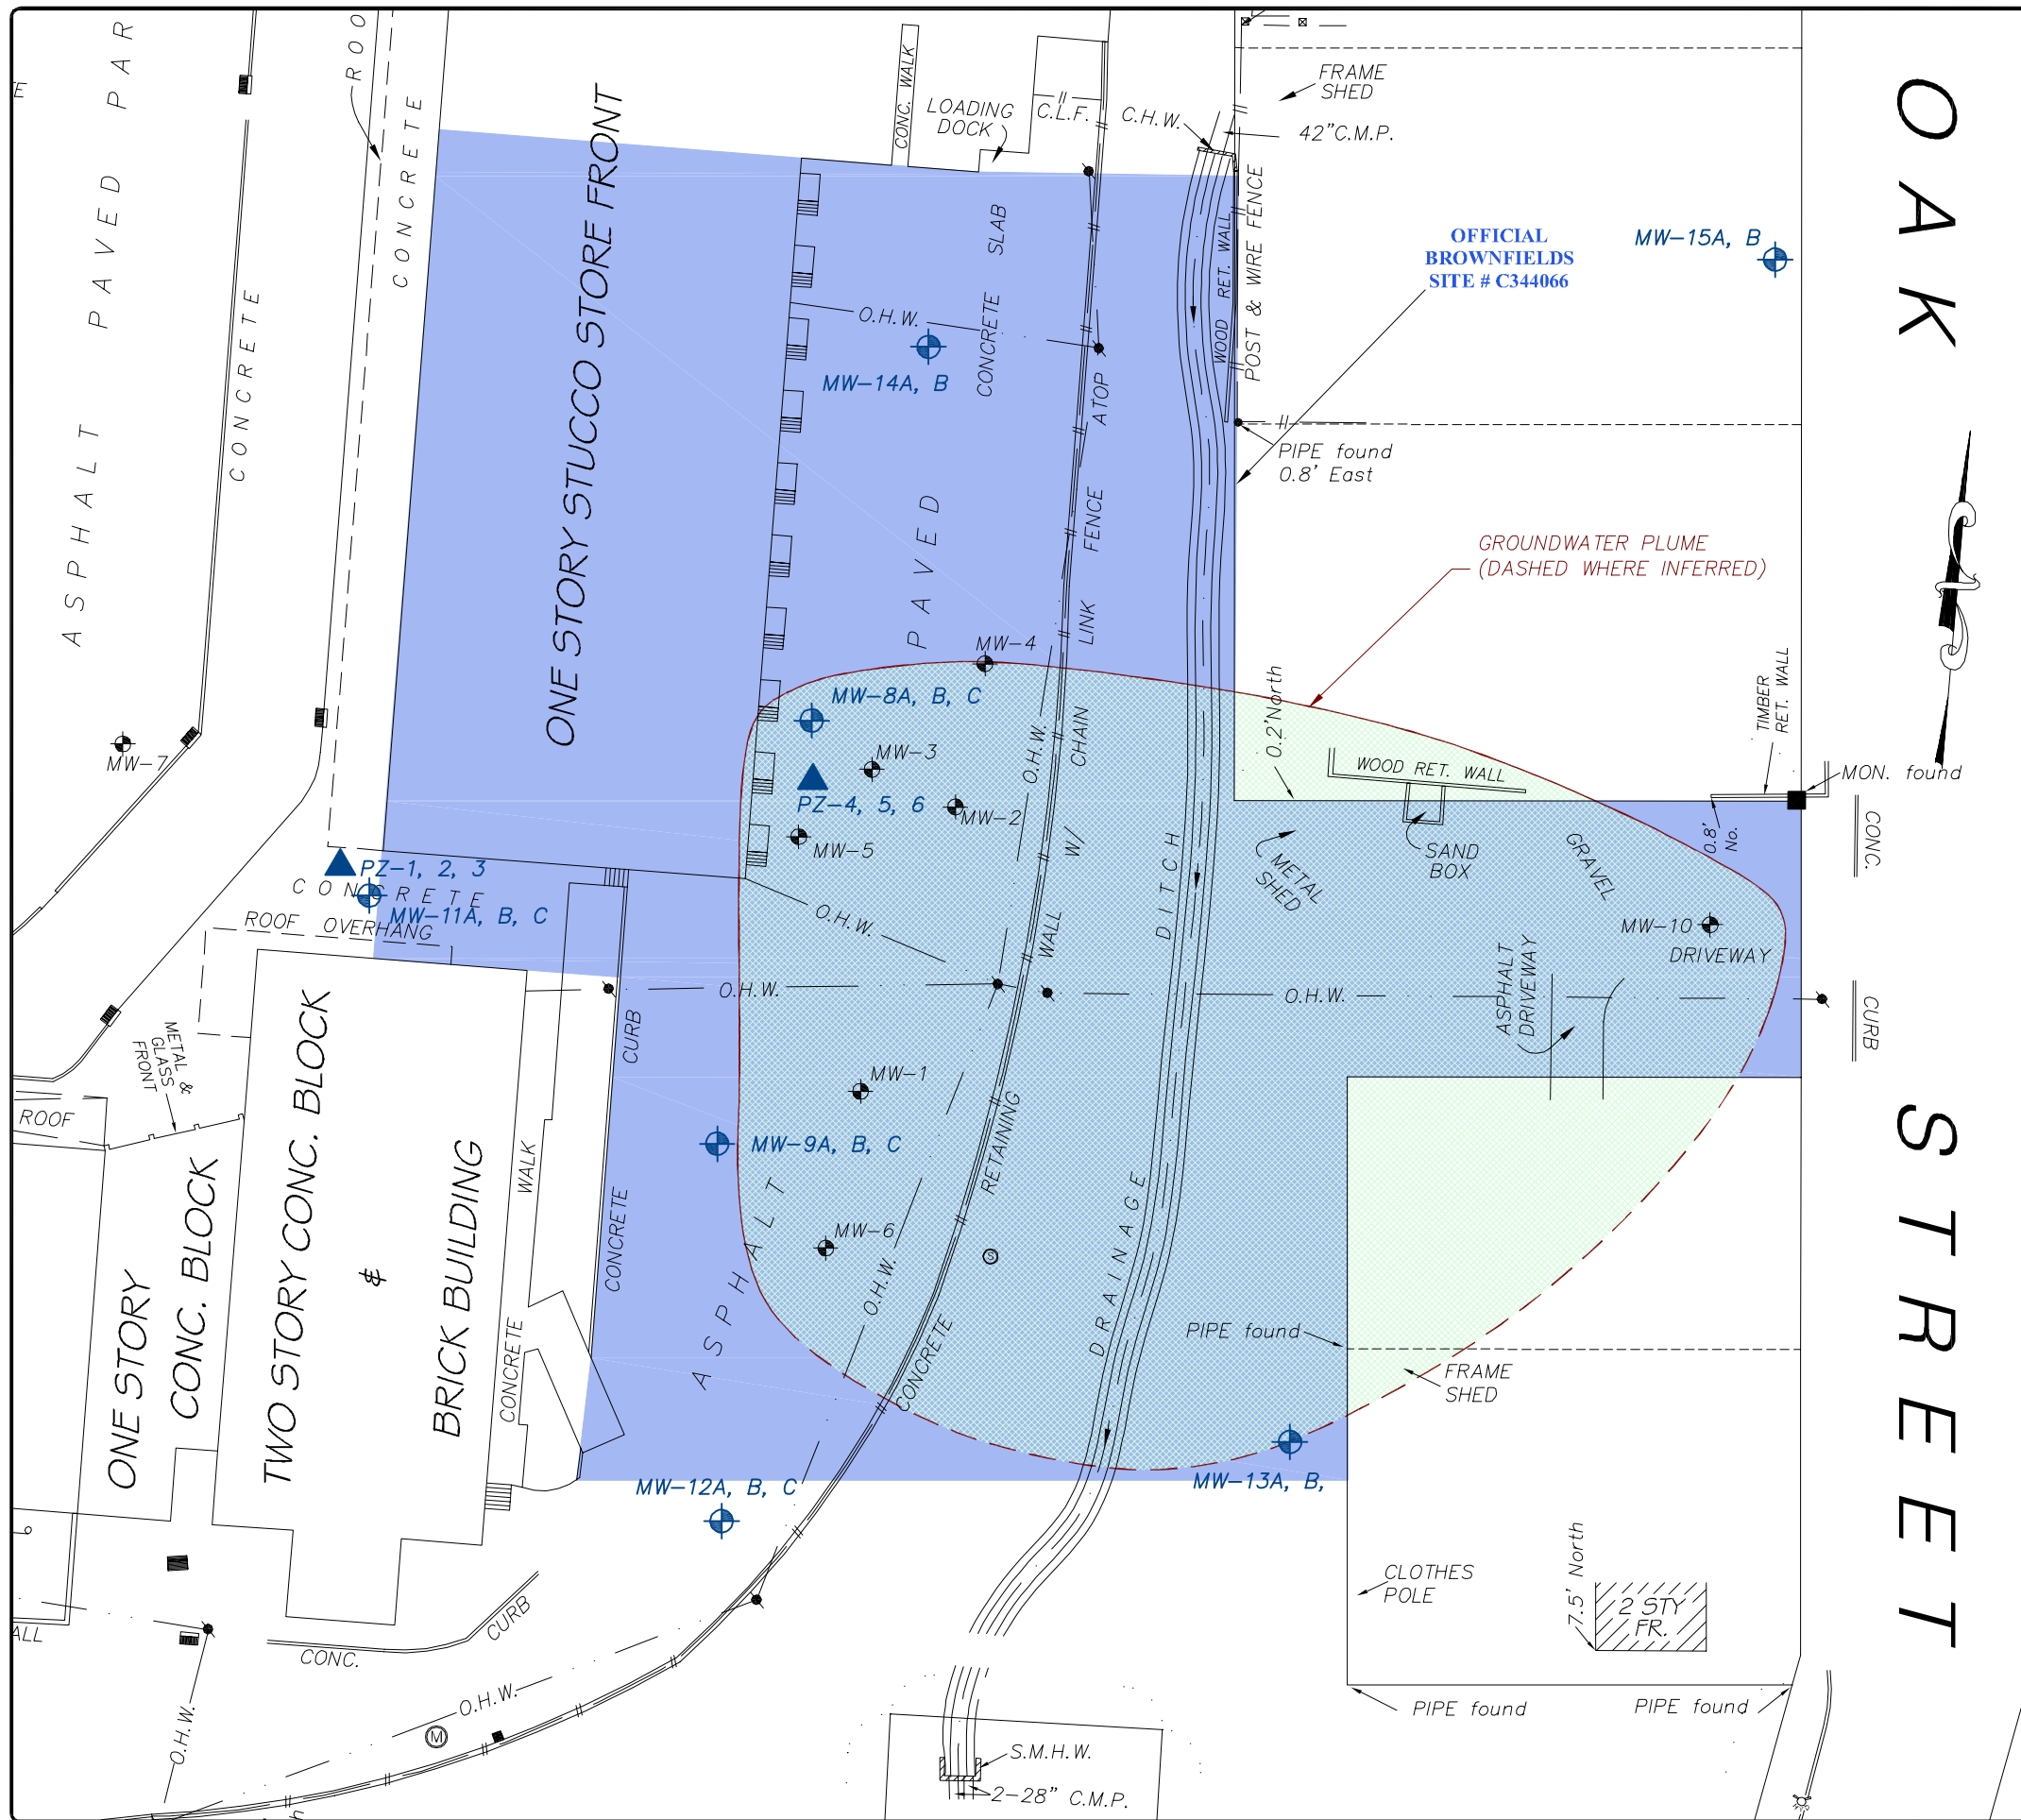 OAK STREET
ASPHALT PAVED PAR
CONCRETE
ROO
CONCRETE
ONE STORY STUCCO STORE FRONT
CONC. WALK
LOADING
DOCK
C.L.F.
C.H.W.
FRAME
SHED
42"C.M.P.
POST & WIRE FENCE
WOOD RET. WALL
OFFICIAL
BROWNFIELDS
SITE # C344066
MW-15A, B
CONCRETE SLAB
O.H.W.
MW-14A, B
PIPE found
0.8' East
GROUNDWATER PLUME
(DASHED WHERE INFERRED)
ASPHALT PAVED
CONCRETE RETAINING WALL W/ CHAIN LINK FENCE ATOP
MW-4
MW-8A, B, C
MW-3
PZ-4, 5, 6
MW-2
MW-5
O.H.W.
MW-7
0.2'North
WOOD RET. WALL
TIMBER
RET. WALL
MON. found
0.8'
No.
CONC.
CURB
SAND
BOX
METAL
SHED
GRAVEL
DRIVEWAY
MW-10
PZ-1, 2, 3
CONCRETE
MW-11A, B, C
ROOF OVERHANG
O.H.W.
O.H.W.
O.H.W.
ASPHALT
DRIVEWAY
DRAINAGE DITCH
METAL &
GLASS
FRONT
ROOF
CURB
CONCRETE
CONCRETE WALK
MW-1
MW-9A, B, C
MW-6
S
O.H.W.
ONE STORY
CONC. BLOCK
TWO STORY CONC. BLOCK
&
BRICK BUILDING
PIPE found
FRAME
SHED
MW-12A, B, C
MW-13A, B,
CLOTHES
POLE
7.5' North
2 STY
FR.
ALL
CONC.
CURB
O.H.W.
O.H.W.
M
PIPE found
PIPE found
S.M.H.W.
2-28" C.M.P.